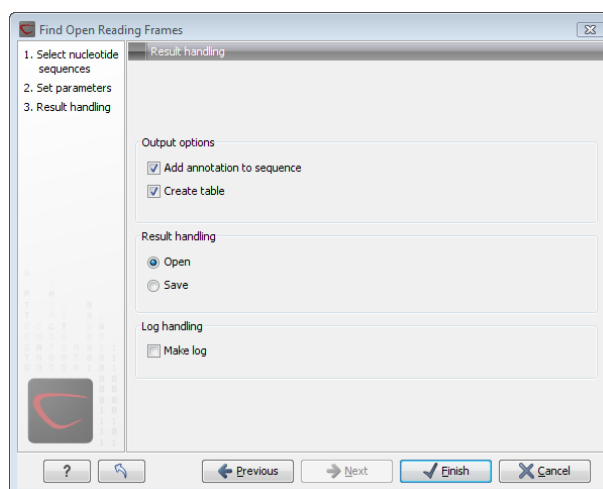 Find Open Reading Frames
1. Select nucleotide
sequences
2. Set parameters
3. Result handling
Result handling
Output options
Add annotation to sequence
Create table
Result handling
Open
Save
Log handling
Make log
?
Previous
Next
Finish
Cancel